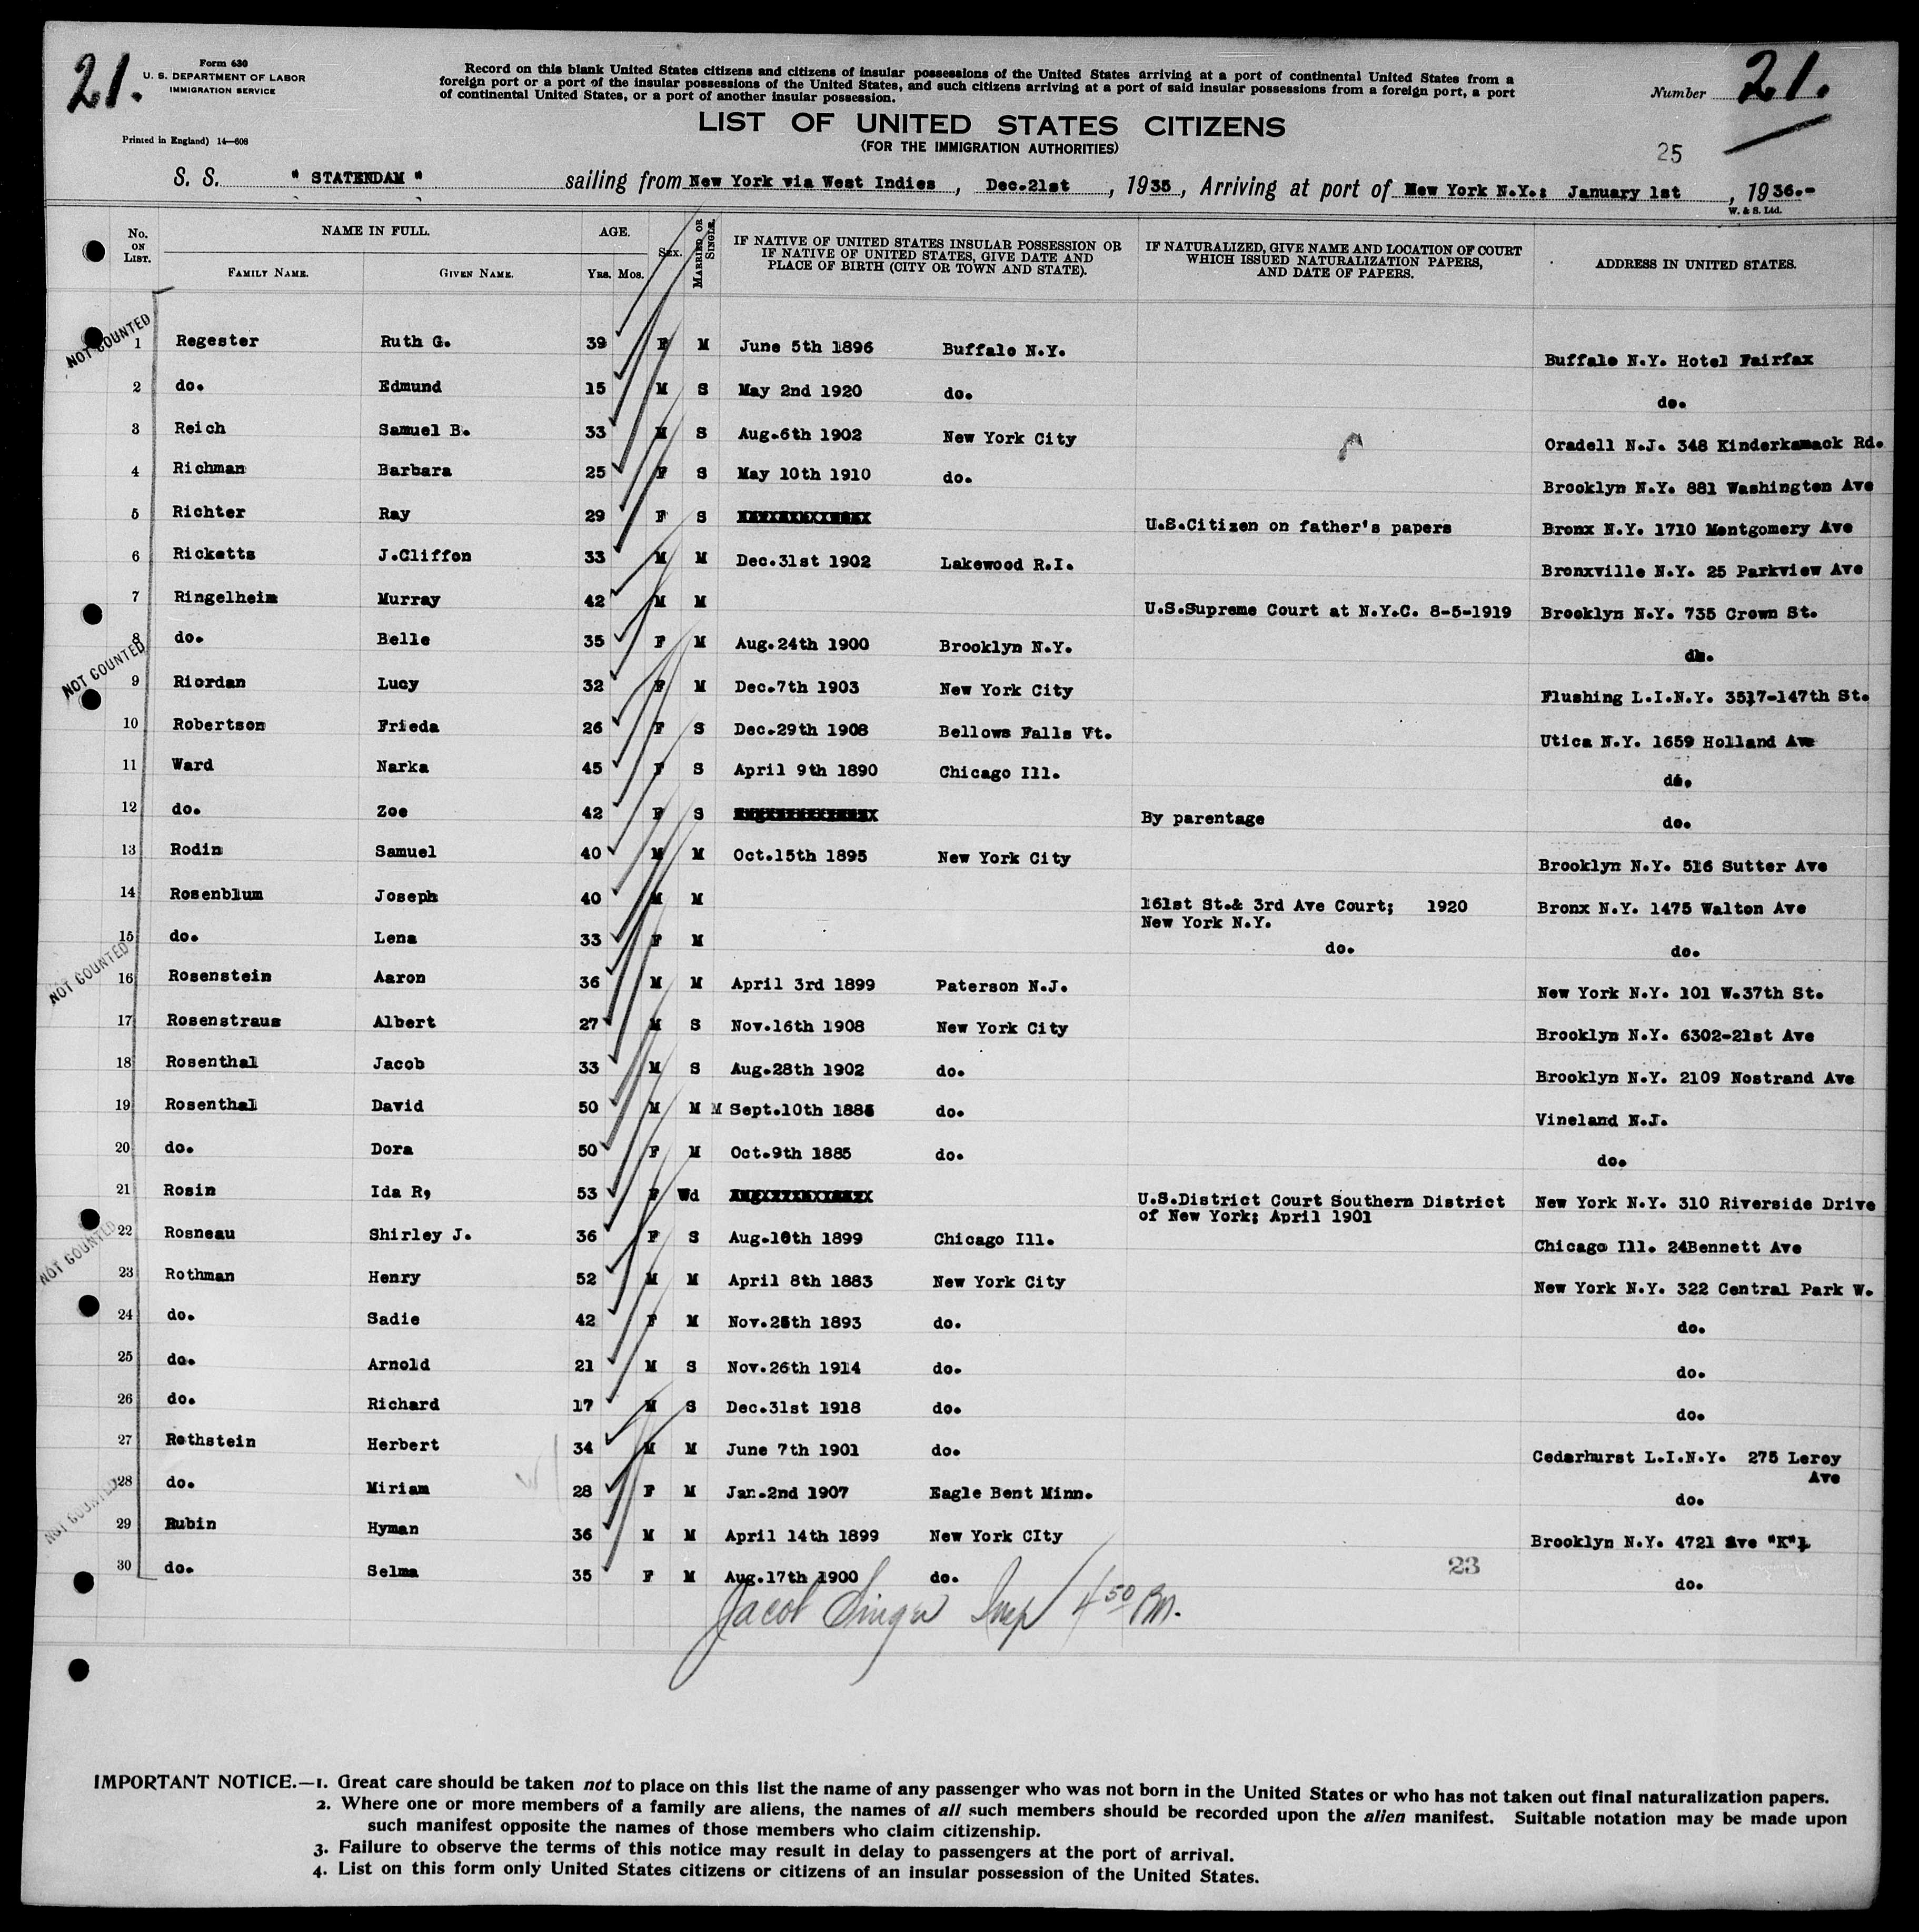 21.
Form 630
U. S. DEPARTMENT OF LABOR
IMMIGRATION SERVICE
Printed in England) 14—608
Record on this blank United States citizens and citizens of insular possessions of the United States arriving at a port of continental United States from a
foreign port or a port of the insular possessions of the United States, and such citizens arriving at a port of said insular possessions from a foreign port, a port
of continental United States, or a port of another insular possession.
Number 21.
LIST OF UNITED STATES CITIZENS
(FOR THE IMMIGRATION AUTHORITIES)
25
S. S. " STATENDAM " sailing from New York via West Indies , Dec.21st , 1935 , Arriving at port of New York N.Y.: January 1st , 1936.-
W. & S. Ltd.
No. ON LIST. NAME IN FULL. FAMILY NAME. GIVEN NAME. AGE. Yrs. Mos. SEX. MARRIED OR SINGLE. IF NATIVE OF UNITED STATES INSULAR POSSESSION OR IF NATIVE OF UNITED STATES, GIVE DATE AND PLACE OF BIRTH (CITY OR TOWN AND STATE). IF NATURALIZED, GIVE NAME AND LOCATION OF COURT WHICH ISSUED NATURALIZATION PAPERS, AND DATE OF PAPERS. ADDRESS IN UNITED STATES.
NOT COUNTED
1 Regester Ruth G. 39 F M June 5th 1896 Buffalo N.Y. Buffalo N.Y. Hotel Fairfax
2 do. Edmund 15 M S May 2nd 1920 do. do.
3 Reich Samuel B. 33 M S Aug.6th 1902 New York City Oradell N.J. 348 Kinderkamack Rd.
4 Richman Barbara 25 F S May 10th 1910 do. Brooklyn N.Y. 881 Washington Ave
5 Richter Ray 29 F S U.S.Citizen on father's papers Bronx N.Y. 1710 Montgomery Ave
6 Ricketts J.Cliffon 33 M M Dec.31st 1902 Lakewood R.I. Bronxville N.Y. 25 Parkview Ave
7 Ringelheim Murray 42 M M U.S.Supreme Court at N.Y.C. 8-5-1919 Brooklyn N.Y. 735 Crown St.
8 do. Belle 35 F M Aug.24th 1900 Brooklyn N.Y. do.
NOT COUNTED
9 Riordan Lucy 32 F M Dec.7th 1903 New York City Flushing L.I.N.Y. 3517-147th St.
10 Robertson Frieda 26 F S Dec.29th 1908 Bellows Falls Vt. Utica N.Y. 1659 Holland Ave
11 Ward Narka 45 F S April 9th 1890 Chicago Ill. do.
12 do. Zoe 42 F S By parentage do.
13 Rodin Samuel 40 M M Oct.15th 1895 New York City Brooklyn N.Y. 516 Sutter Ave
14 Rosenblum Joseph 40 M M 161st St.& 3rd Ave Court; 1920 Bronx N.Y. 1475 Walton Ave
New York N.Y.
15 do. Lena 33 F M do. do.
NOT COUNTED
16 Rosenstein Aaron 36 M M April 3rd 1899 Paterson N.J. New York N.Y. 101 W.37th St.
17 Rosenstraus Albert 27 M S Nov.16th 1908 New York City Brooklyn N.Y. 6302-21st Ave
18 Rosenthal Jacob 33 M S Aug.28th 1902 do. Brooklyn N.Y. 2109 Nostrand Ave
19 Rosenthal David 50 M M M Sept.10th 1885 do. Vineland N.J.
20 do. Dora 50 F M Oct.9th 1885 do. do.
21 Rosin Ida R, 53 F Wd U.S.District Court Southern District New York N.Y. 310 Riverside Drive
of New York; April 1901
22 Rosneau Shirley J. 36 F S Aug.18th 1899 Chicago Ill. Chicago Ill. 24Bennett Ave
NOT COUNTED
23 Rothman Henry 52 M M April 8th 1883 New York City New York N.Y. 322 Central Park W.
24 do. Sadie 42 F M Nov.25th 1893 do. do.
25 do. Arnold 21 M S Nov.26th 1914 do. do.
26 do. Richard 17 M S Dec.31st 1918 do. do.
27 Rothstein Herbert 34 M M June 7th 1901 do. Cedarhurst L.I.N.Y. 275 Leroy
Ave
28 do. Miriam 28 F M Jan.2nd 1907 Eagle Bent Minn. do.
NOT COUNTED
29 Rubin Hyman 36 M M April 14th 1899 New York CIty Brooklyn N.Y. 4721 Ave "K"
30 do. Selma 35 F M Aug.17th 1900 do. do.
23
Jacob Singer Insp 4 50 P.m.
IMPORTANT NOTICE.—1. Great care should be taken not to place on this list the name of any passenger who was not born in the United States or who has not taken out final naturalization papers.
2. Where one or more members of a family are aliens, the names of all such members should be recorded upon the alien manifest. Suitable notation may be made upon
such manifest opposite the names of those members who claim citizenship.
3. Failure to observe the terms of this notice may result in delay to passengers at the port of arrival.
4. List on this form only United States citizens or citizens of an insular possession of the United States.